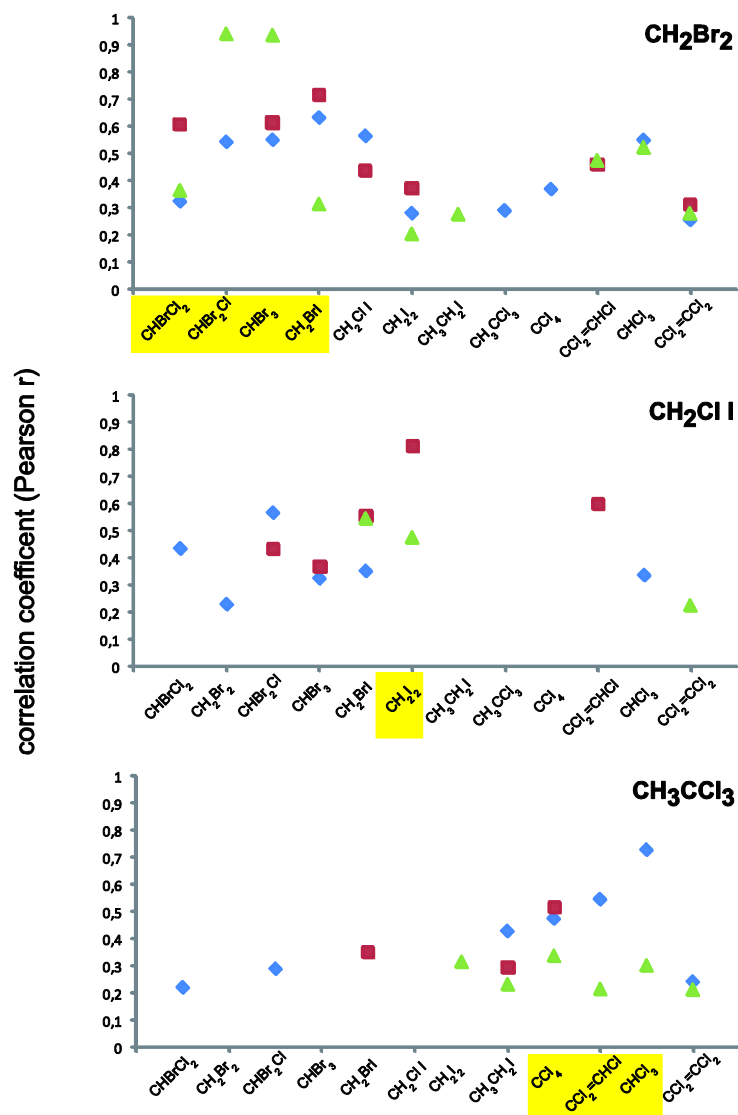 correlation coefficent (Pearson r)
CH2Br2
1
0,9
0,8
0,7
0,6
0,5
0,4
0,3
0,2
0,1
0
CHBrCl2
CHBr2Cl
CHBr3
CH2BrI
CH2Cl I
CH2I2
CH3CH2I
CH3CCl3
CCl4
CCl2=CHCl
CHCl3
CCl2=CCl2
CH2Cl I
1
0,9
0,8
0,7
0,6
0,5
0,4
0,3
0,2
0,1
0
CHBrCl2
CH2Br2
CHBr2Cl
CHBr3
CH2BrI
CH2I2
CH3CH2I
CH3CCl3
CCl4
CCl2=CHCl
CHCl3
CCl2=CCl2
CH3CCl3
1
0,9
0,8
0,7
0,6
0,5
0,4
0,3
0,2
0,1
0
CHBrCl2
CH2Br2
CHBr2Cl
CHBr3
CH2BrI
CH2Cl I
CH2I2
CH3CH2I
CCl4
CCl2=CHCl
CHCl3
CCl2=CCl2